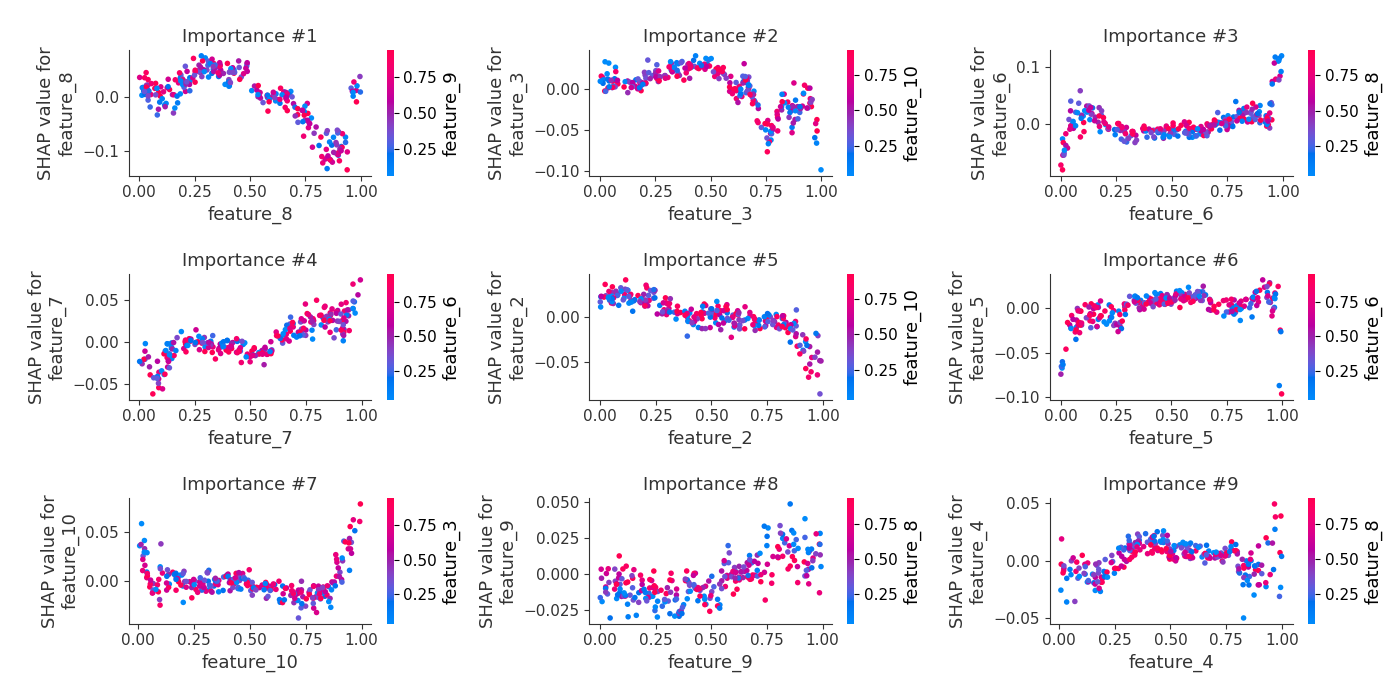 Importance #1
SHAP value for
feature_8
0.0
−0.1
0.00 0.25 0.50 0.75 1.00
feature_8
0.75
0.50
0.25
feature_9
Importance #2
SHAP value for
feature_3
0.00
−0.05
−0.10
0.00 0.25 0.50 0.75 1.00
feature_3
0.75
0.50
0.25
feature_10
Importance #3
SHAP value for
feature_6
0.1
0.0
0.00 0.25 0.50 0.75 1.00
feature_6
0.75
0.50
0.25
feature_8
Importance #4
SHAP value for
feature_7
0.05
0.00
−0.05
0.00 0.25 0.50 0.75 1.00
feature_7
0.75
0.50
0.25
feature_6
Importance #5
SHAP value for
feature_2
0.00
−0.05
0.00 0.25 0.50 0.75 1.00
feature_2
0.75
0.50
0.25
feature_10
Importance #6
SHAP value for
feature_5
0.00
−0.05
−0.10
0.00 0.25 0.50 0.75 1.00
feature_5
0.75
0.50
0.25
feature_6
Importance #7
SHAP value for
feature_10
0.05
0.00
0.00 0.25 0.50 0.75 1.00
feature_10
0.75
0.50
0.25
feature_3
Importance #8
SHAP value for
feature_9
0.050
0.025
0.000
−0.025
0.00 0.25 0.50 0.75 1.00
feature_9
0.75
0.50
0.25
feature_8
Importance #9
SHAP value for
feature_4
0.05
0.00
−0.05
0.00 0.25 0.50 0.75 1.00
feature_4
0.75
0.50
0.25
feature_8